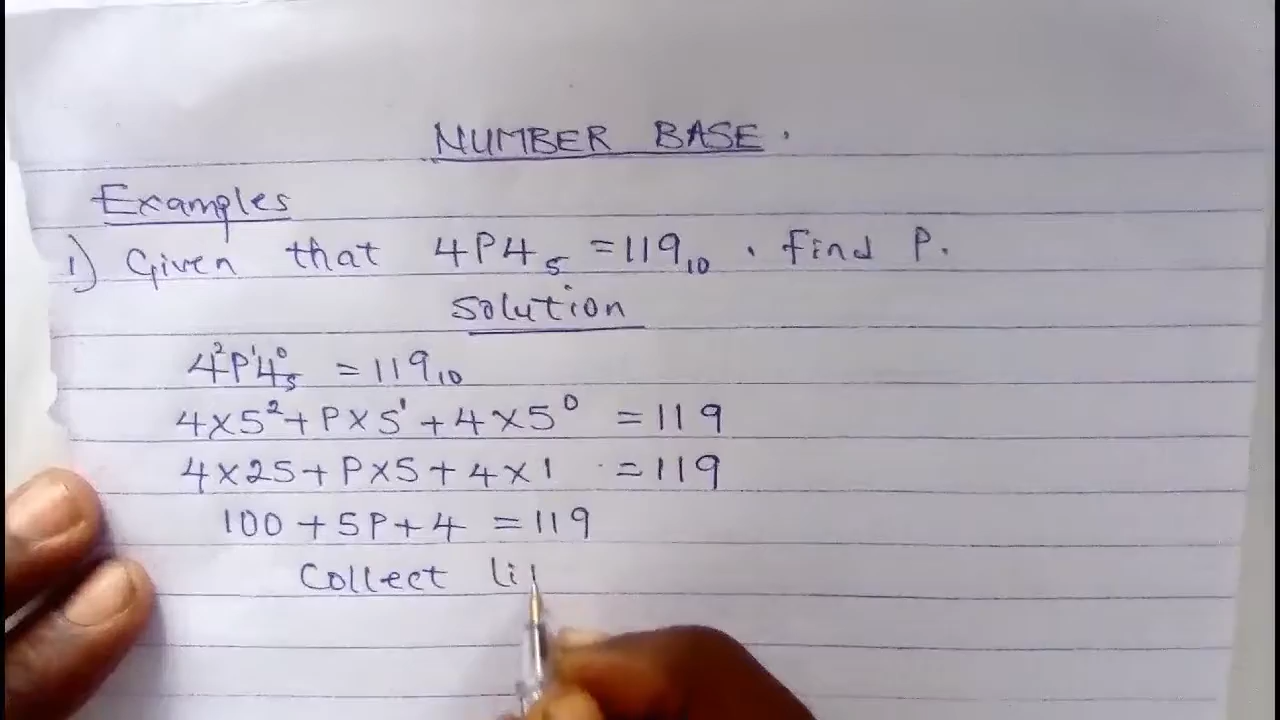 NUMBER BASE.
Examples
1) Given that 4P4₅ = 119₁₀. Find P.
Solution
4²P¹4⁰₅ = 119₁₀
4×5²+P×5¹+4×5⁰ = 119
4×25+P×5+4×1 = 119
100+5P+4 = 119
Collect li